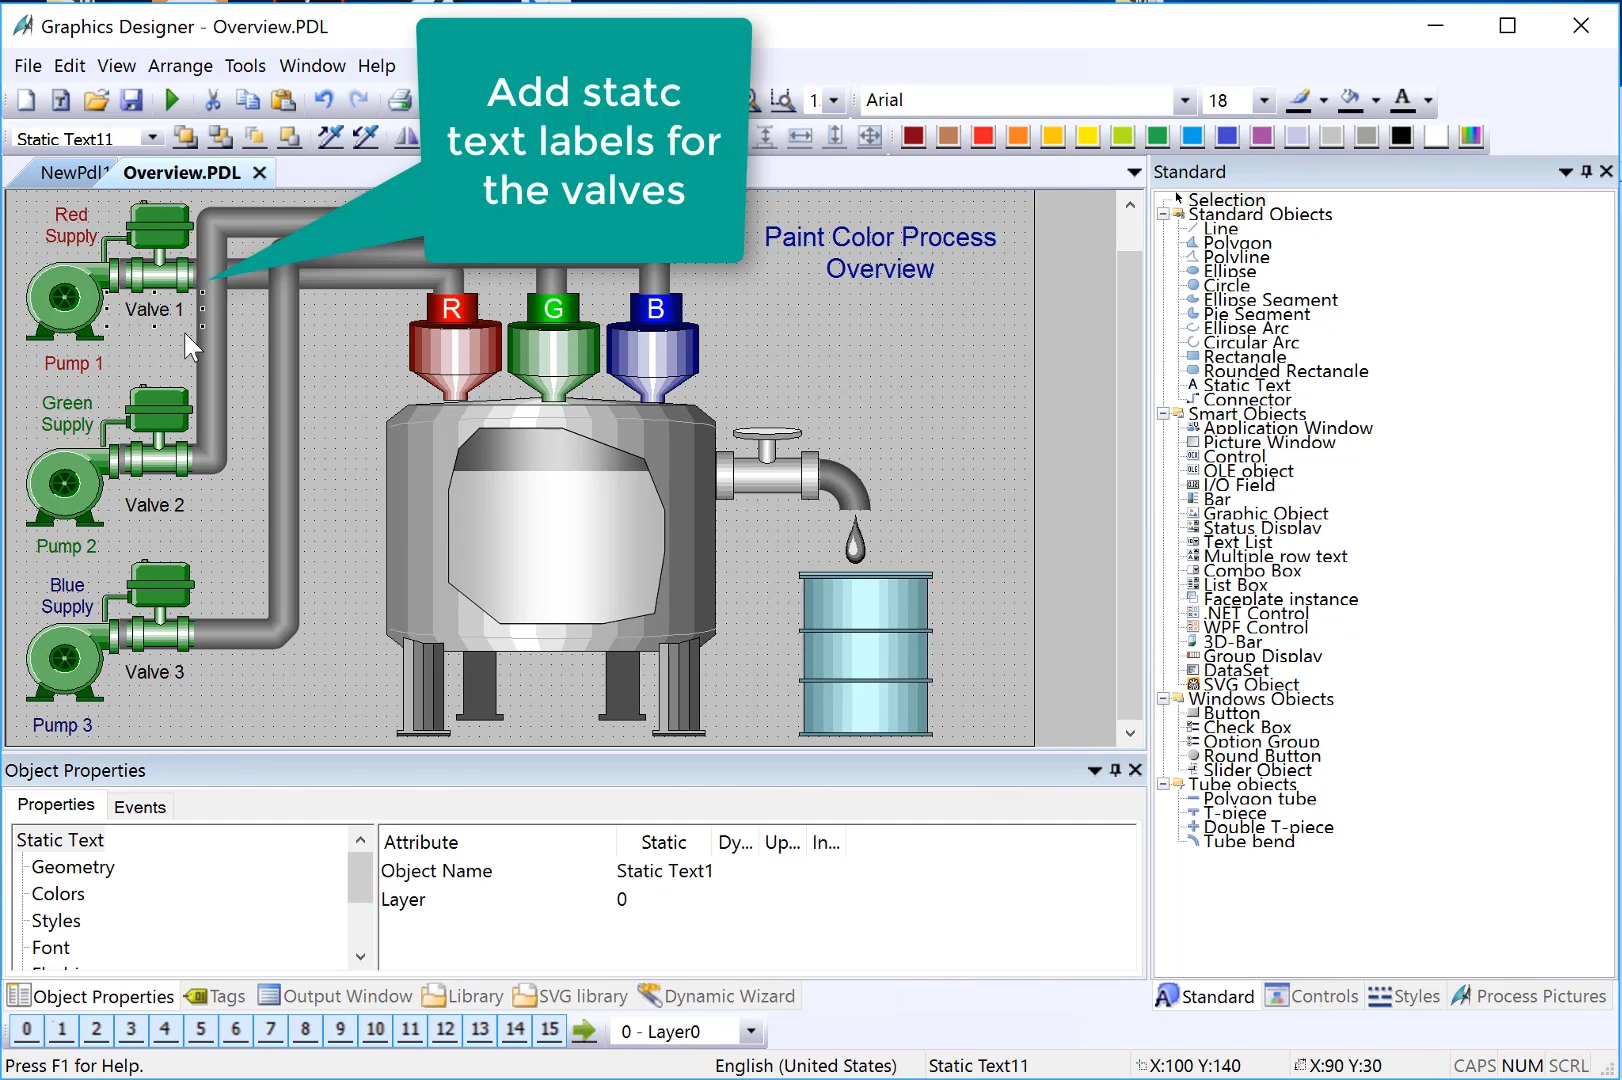 Graphics Designer - Overview.PDL
File Edit View Arrange Tools Window Help
Add statc
text labels for
the valves
1.
Arial
18
Static Text11
NewPdl1
Overview.PDL
Standard
Red
Supply
Valve 1
Pump 1
Green
Supply
Valve 2
Pump 2
Blue
Supply
Valve 3
Pump 3
R
G
B
Paint Color Process
Overview
Selection
Standard Objects
Line
Polygon
Polyline
Ellipse
Circle
Ellipse Segment
Pie Segment
Ellipse Arc
Circular Arc
Rectangle
Rounded Rectangle
Static Text
Connector
Smart Objects
Application Window
Picture Window
Control
OLE object
I/O Field
Bar
Graphic Object
Status Display
Text List
Multiple row text
Combo Box
List Box
Faceplate instance
.NET Control
WPF Control
3D-Bar
Group Display
DataSet
SVG Object
Windows Objects
Button
Check Box
Option Group
Round Button
Slider Object
Tube objects
Polygon tube
T-piece
Double T-piece
Tube bend
Object Properties
Properties Events
Static Text
Geometry
Colors
Styles
Font
Attribute Static Dy... Up... In...
Object Name Static Text1
Layer 0
Object Properties Tags Output Window Library SVG library Dynamic Wizard
Standard Controls Styles Process Pictures
0 1 2 3 4 5 6 7 8 9 10 11 12 13 14 15 0 - Layer0
Press F1 for Help. English (United States) Static Text11 X:100 Y:140 X:90 Y:30 CAPS NUM SCRL